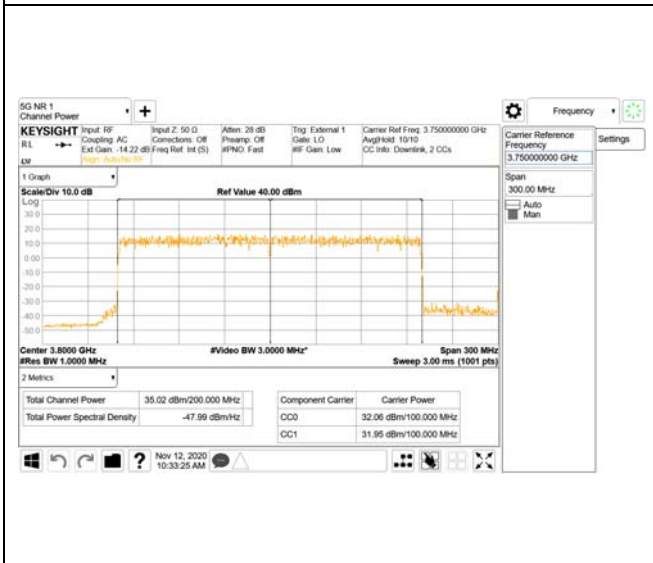 5G NR 1
Channel Power
Frequency
KEYSIGHT
RL
Input: RF
Coupling: AC
Ext Gain: -14.22 dB
Align: Auto/No RF
Input Z: 50 Ω
Corrections: Off
Freq Ref: Int (S)
Atten: 28 dB
Preamp: Off
#PNO: Fast
Trig: External 1
Gate: LO
#IF Gain: Low
Carrier Ref Freq: 3.750000000 GHz
Avg|Hold: 10/10
CC Info: Downlink, 2 CCs
Carrier Reference
Frequency
3.750000000 GHz
Settings
Span
300.00 MHz
Auto
Man
1 Graph
Scale/Div 10.0 dB
Ref Value 40.00 dBm
Log
30.0
20.0
10.0
0.00
-10.0
-20.0
-30.0
-40.0
-50.0
Center 3.8000 GHz
#Video BW 3.0000 MHz*
Span 300 MHz
#Res BW 1.0000 MHz
Sweep 3.00 ms (1001 pts)
2 Metrics
Total Channel Power 35.02 dBm/200.000 MHz
Total Power Spectral Density -47.99 dBm/Hz
Component Carrier Carrier Power
CC0 32.06 dBm/100.000 MHz
CC1 31.95 dBm/100.000 MHz
Nov 12, 2020
10:33:25 AM